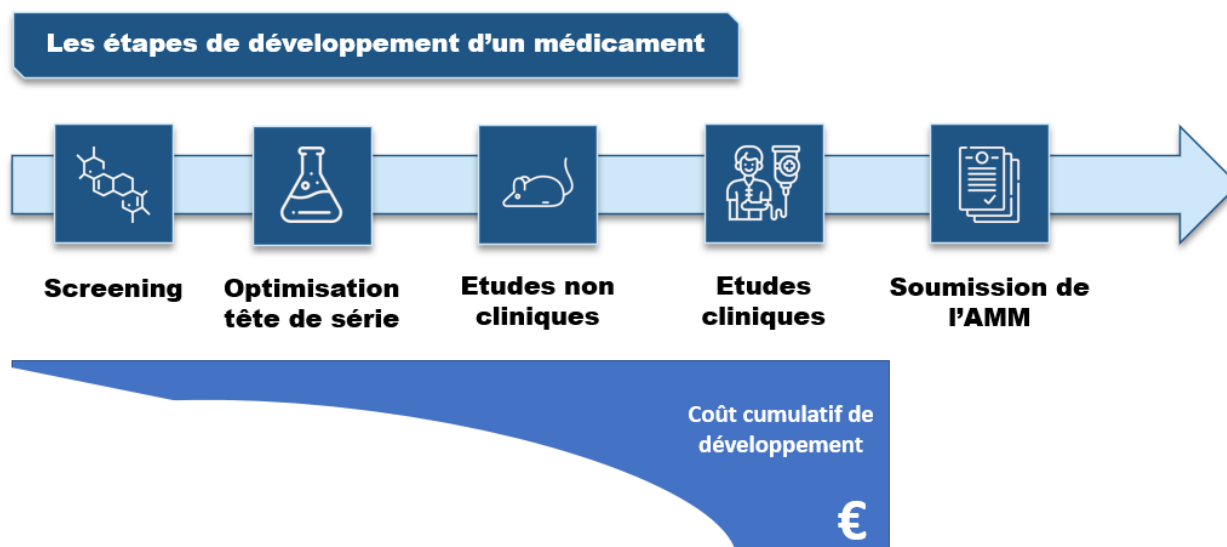 Les étapes de développement d’un médicament
Screening
Optimisation
tête de série
Etudes non
cliniques
Etudes
cliniques
Soumission de
l’AMM
Coût cumulatif de
développement
€